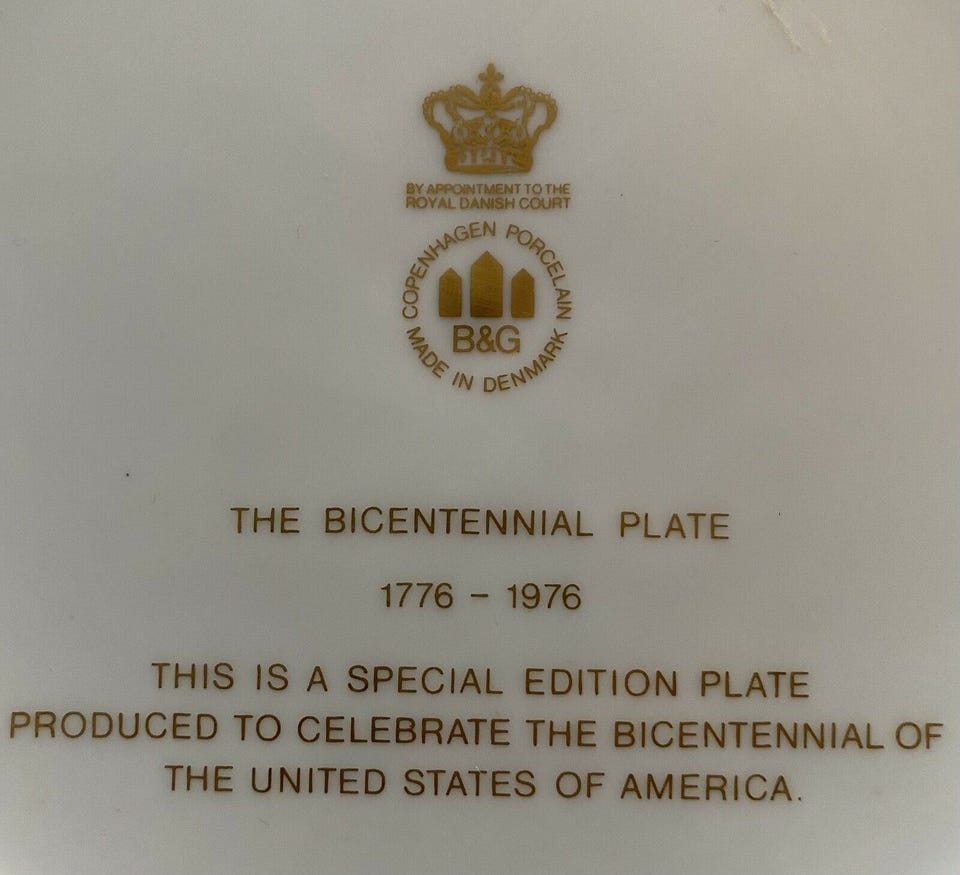 BY APPOINTMENT TO THE
ROYAL DANISH COURT
COPENHAGEN PORCELAIN
B&G
MADE IN DENMARK
THE BICENTENNIAL PLATE
1776 – 1976
THIS IS A SPECIAL EDITION PLATE
PRODUCED TO CELEBRATE THE BICENTENNIAL OF
THE UNITED STATES OF AMERICA.